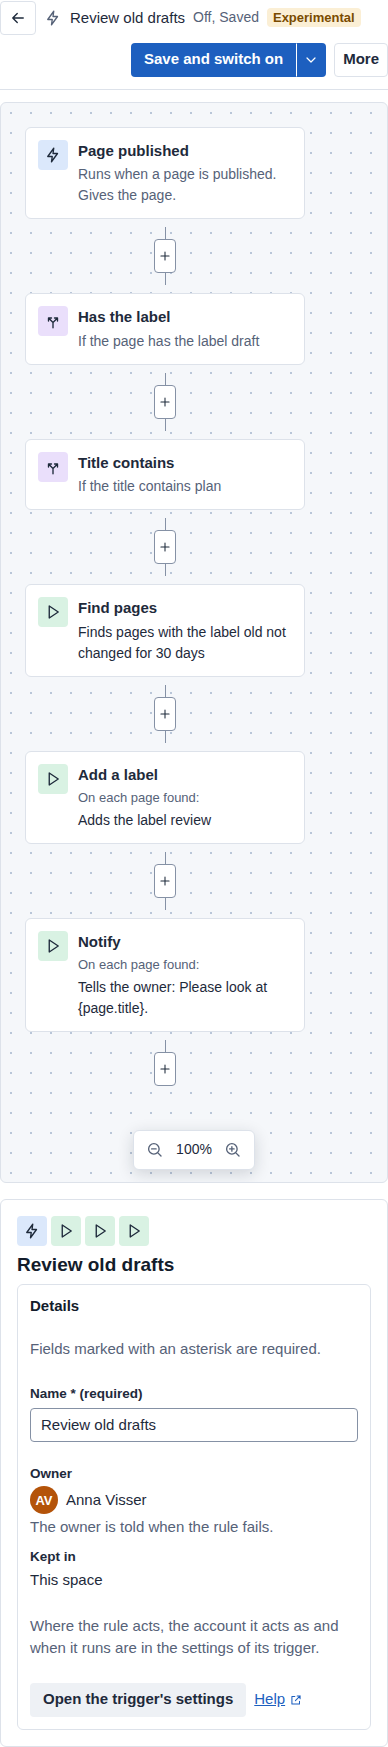 Review old drafts Off, Saved Experimental
Save and switch on More
Page published
Runs when a page is published.
Gives the page.
Has the label
If the page has the label draft
Title contains
If the title contains plan
Find pages
Finds pages with the label old not
changed for 30 days
Add a label
On each page found:
Adds the label review
Notify
On each page found:
Tells the owner: Please look at
{page.title}.
100%
Review old drafts
Details
Fields marked with an asterisk are required.
Name * (required)
Review old drafts
Owner
AV Anna Visser
The owner is told when the rule fails.
Kept in
This space
Where the rule acts, the account it acts as and
when it runs are in the settings of its trigger.
Open the trigger's settings Help